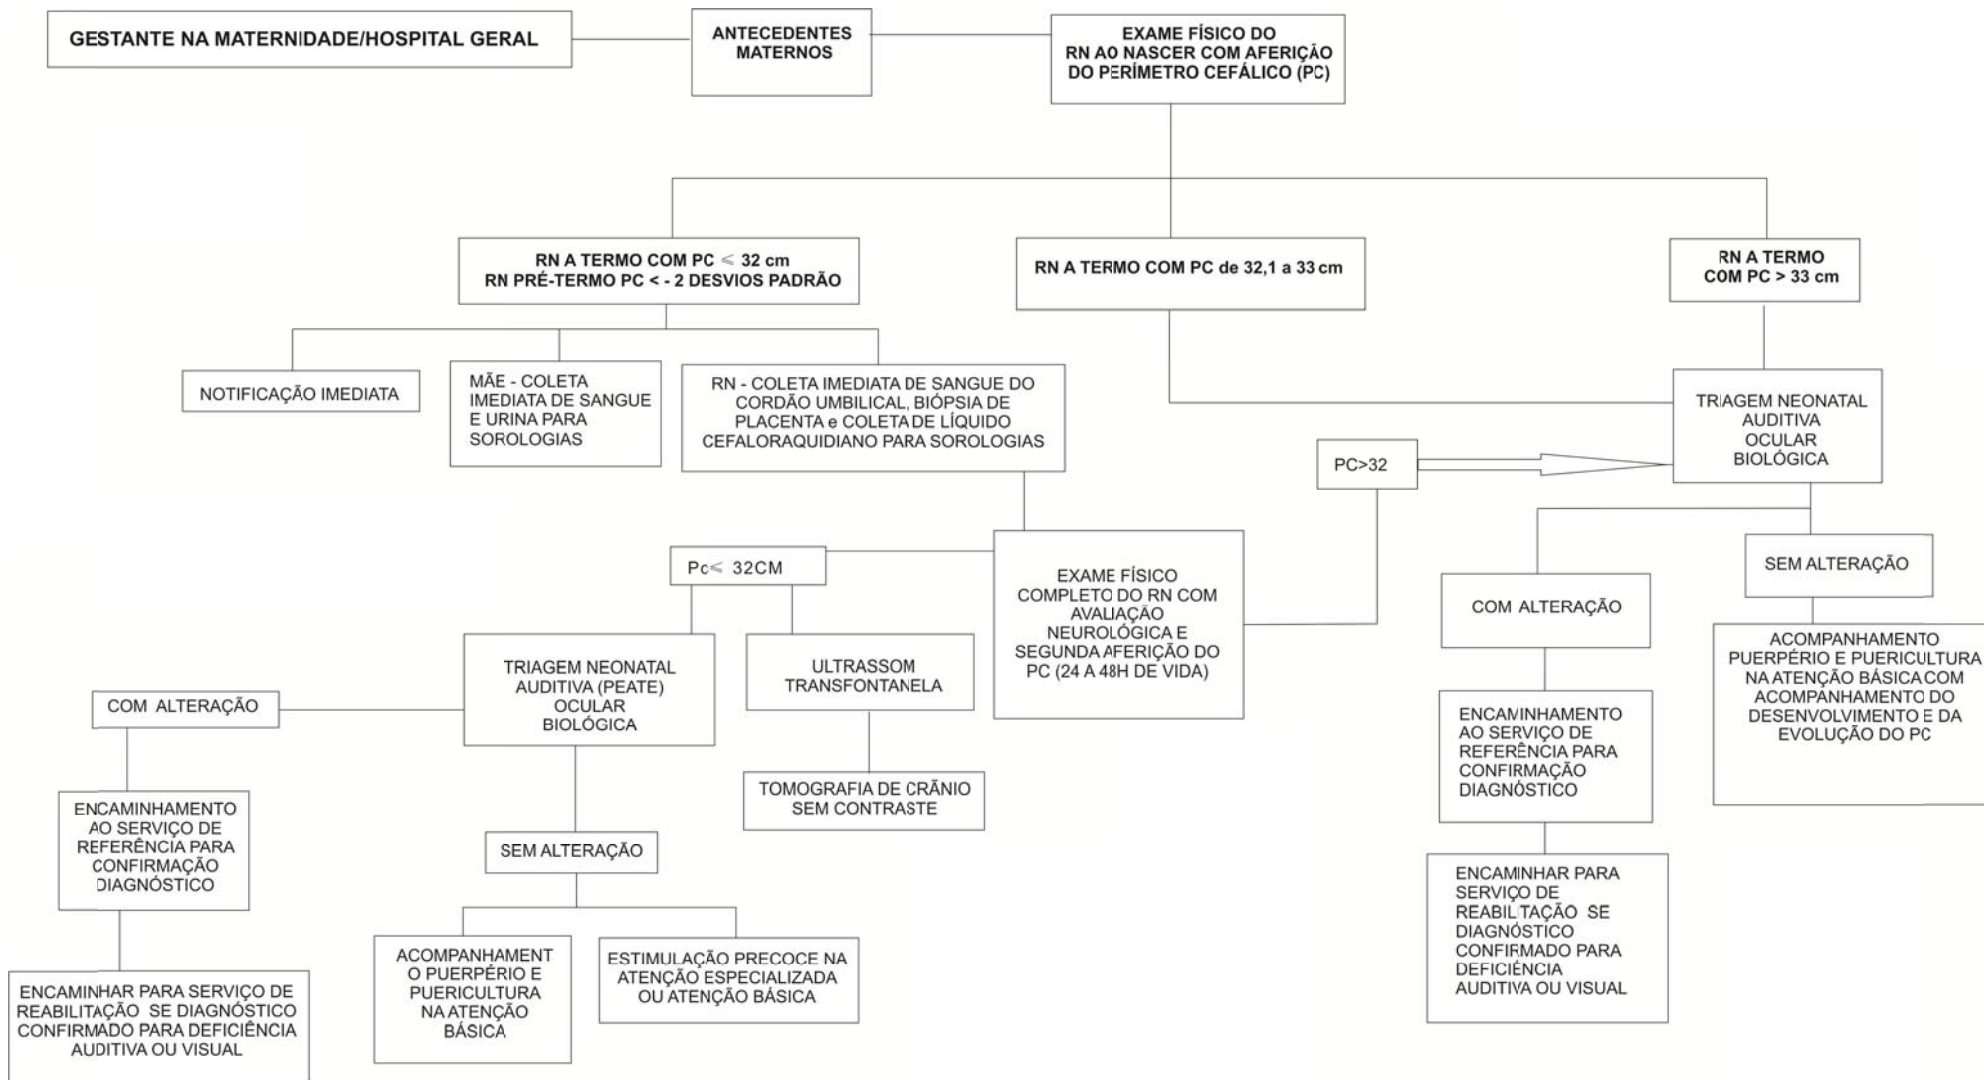 GESTANTE NA MATERNIDADE/HOSPITAL GERAL
ANTECEDENTES
MATERNOS
EXAME FÍSICO DO
RN AO NASCER COM AFERIÇÃO
DO PERÍMETRO CEFÁLICO (PC)
RN A TERMO COM PC ⩽ 32 cm
RN PRÉ-TERMO PC < - 2 DESVIOS PADRÃO
RN A TERMO COM PC de 32,1 a 33 cm
RN A TERMO
COM PC > 33 cm
NOTIFICAÇÃO IMEDIATA
MÃE - COLETA
IMEDIATA DE SANGUE
E URINA PARA
SOROLOGIAS
RN - COLETA IMEDIATA DE SANGUE DO
CORDÃO UMBILICAL, BIÓPSIA DE
PLACENTA e COLETA DE LÍQUIDO
CEFALORAQUIDIANO PARA SOROLOGIAS
TRIAGEM NEONATAL
AUDITIVA
OCULAR
BIOLÓGICA
PC>32
Pc⩽ 32CM
EXAME FÍSICO
COMPLETO DO RN COM
AVALIAÇÃO
NEUROLÓGICA E
SEGUNDA AFERIÇÃO DO
PC (24 A 48H DE VIDA)
COM ALTERAÇÃO
SEM ALTERAÇÃO
TRIAGEM NEONATAL
AUDITIVA (PEATE)
OCULAR
BIOLÓGICA
ULTRASSOM
TRANSFONTANELA
ACOMPANHAMENTO
PUERPÉRIO E PUERICULTURA
NA ATENÇÃO BÁSICA COM
ACOMPANHAMENTO DO
DESENVOLVIMENTO E DA
EVOLUÇÃO DO PC
COM ALTERAÇÃO
ENCAMINHAMENTO
AO SERVIÇO DE
REFERÊNCIA PARA
CONFIRMAÇÃO
DIAGNÓSTICO
TOMOGRAFIA DE CRÃNIO
SEM CONTRASTE
ENCAMINHAMENTO
AO SERVIÇO DE
REFERÊNCIA PARA
CONFIRMAÇÃO
DIAGNÓSTICO
SEM ALTERAÇÃO
ENCAMINHAR PARA
SERVIÇO DE
REABILITAÇÃO SE
DIAGNÓSTICO
CONFIRMADO PARA
DEFICIÊNCIA
AUDITIVA OU VISUAL
ACOMPANHAMENT
O PUERPÉRIO E
PUERICULTURA
NA ATENÇÃO
BÁSICA
ESTIMULAÇÃO PRECOCE NA
ATENÇÃO ESPECIALIZADA
OU ATENÇÃO BÁSICA
ENCAMINHAR PARA SERVIÇO DE
REABILITAÇÃO SE DIAGNÓSTICO
CONFIRMADO PARA DEFICIÊNCIA
AUDITIVA OU VISUAL